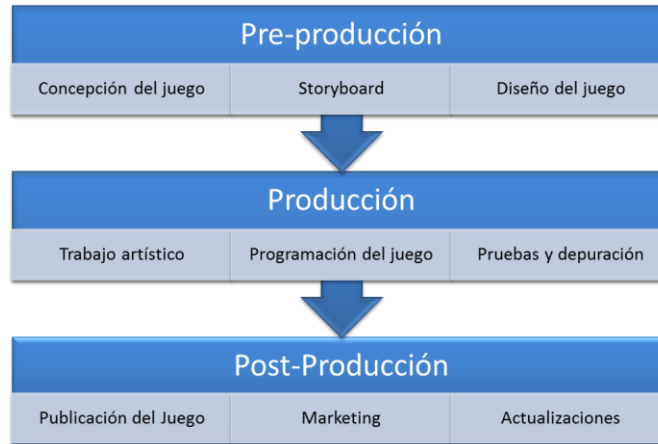 Pre-producción
Concepción del juego
Storyboard
Diseño del juego
Producción
Trabajo artístico
Programación del juego
Pruebas y depuración
Post-Producción
Publicación del Juego
Marketing
Actualizaciones